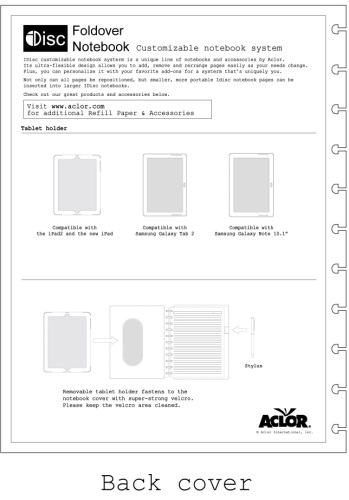 iDisc
Foldover
Notebook Customizable notebook system
IDisc customizable notebook systerm is a unique line of notebooks and accessories by Aclor.
Its ultra-flexible design allows you to add, remove and rerrange pages easily as your needs change.
Plus, you can personalize it with your favorite add-ons for a systerm that's uniquely you.
Not only can all pages be repositioned, but smaller, more portable Idisc notebook pages can be
inserted into larger IDisc notebooks.
Check out our great products and accessories below.
Visit www.aclor.com
for additional Refill Paper & Accessories
Tablet holder
Compatible with
the iPad2 and the new iPad
Compatible with
Samsung Galaxy Tab 2
Compatible with
Samsung Galaxy Note 10.1"
Stylus
Removable tablet holder fastens to the
notebook cover with super-strong velcro.
Please keep the velcro area cleaned.
ACLOR
© Aclor International, Inc.
Back cover